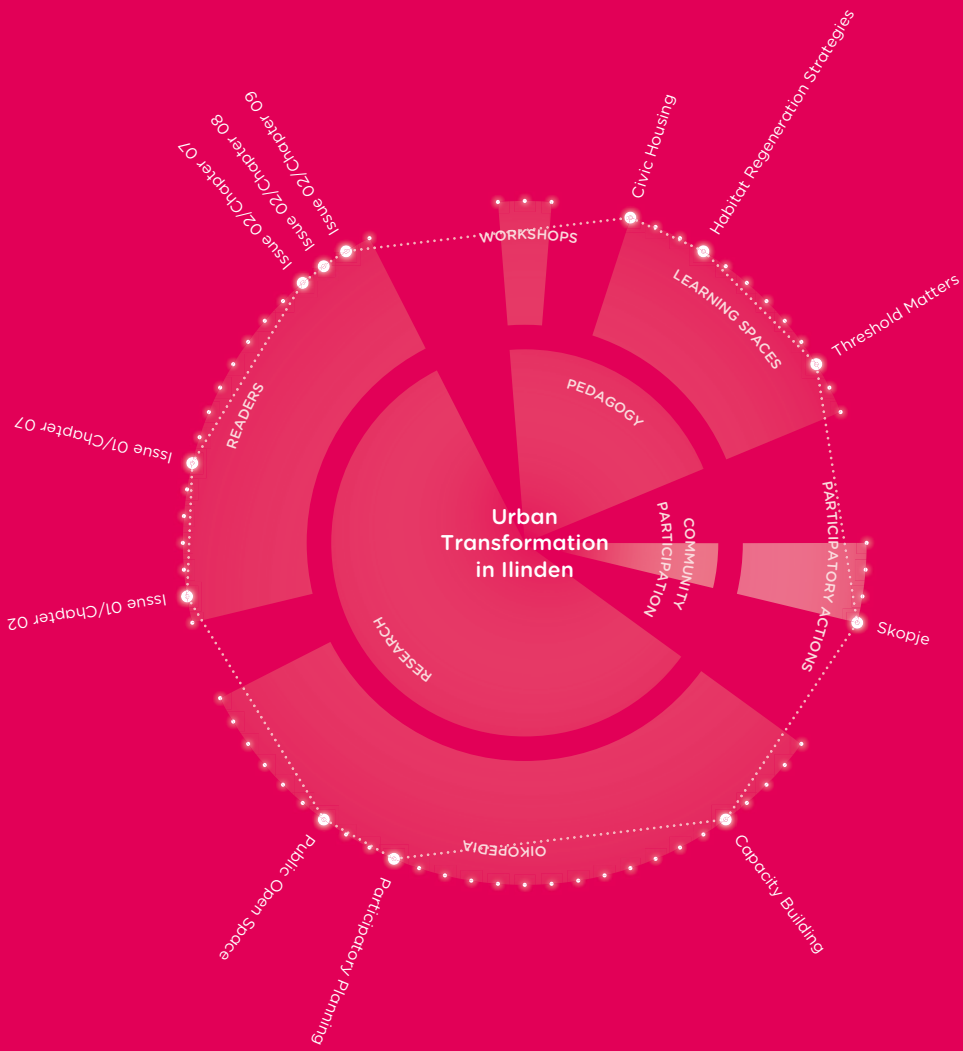 Urban
Transformation
in Ilinden
PEDAGOGY
COMMUNITY
PARTICIPATION
RESEARCH
WORKSHOPS
LEARNING SPACES
PARTICIPATORY ACTIONS
OIKOPEDIA
READERS
Civic Housing
Habitat Regeneration Strategies
Threshold Matters
Skopje
Capacity Building
Participatory Planning
Public Open Space
Issue 01/Chapter 02
Issue 01/Chapter 07
Issue 02/Chapter 07
Issue 02/Chapter 08
Issue 02/Chapter 09